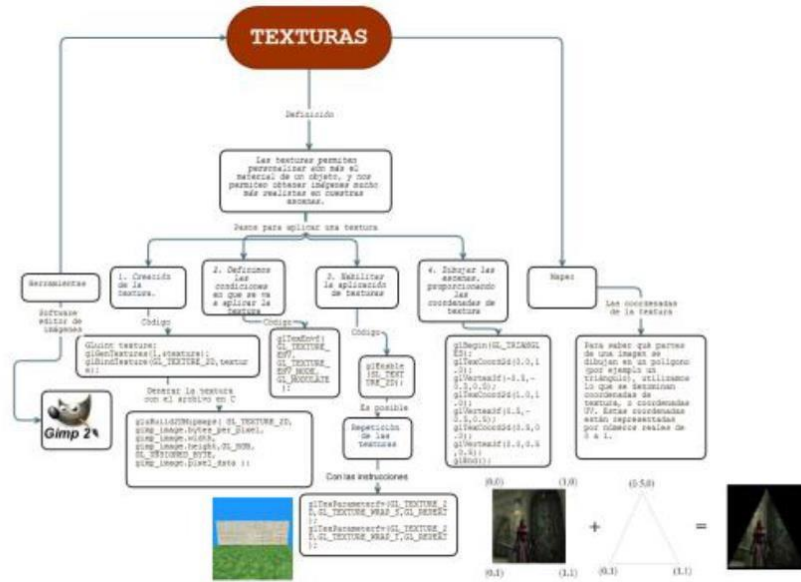 TEXTURAS
Definición
Las texturas permiten
personalizar aún más el
material de un objeto, y nos
permiten obtener imágenes mucho
más realistas en nuestras
escenas.
Pasos para aplicar una textura
Herramientas
Software
editor de
imágenes
Gimp 2
1. Creación
de la
textura.
Código
GLuint texture;
glGenTextures(1,&texture);
glBindTexture(GL_TEXTURE_2D,textur
e);
Generar la textura
con el archivo en C
gluBuild2DMipmaps( GL_TEXTURE_2D,
gimp_image.bytes_per_pixel,
gimp_image.width,
gimp_image.height,GL_RGB,
GL_UNSIGNED_BYTE,
gimp_image.pixel_data );
2. Definimos
las
condiciones
en que se va
a aplicar la
textura
Código
glTexEnvf(
GL_TEXTURE_
ENV,
GL_TEXTURE_
ENV_MODE,
GL_MODULATE
);
3. Habilitar
la aplicación
de texturas
Código
glEnable
(GL_TEXT
URE_2D);
Es posible
Repetición
de las
texturas
Con las instrucciones
glTexParameterf(GL_TEXTURE_2
D,GL_TEXTURE_WRAP_S,GL_REPEAT
);
glTexParameterf(GL_TEXTURE_2
D,GL_TEXTURE_WRAP_T,GL_REPEAT
);
4. Dibujar las
escenas,
proporcionando
las
coordenadas de
textura
glBegin(GL_TRIANGL
ES);
glTexCoord2d(0.0,1
.0);
glVertex3f(-0.5,-
0.5,0.5);
glTexCoord2d(1.0,1
.0);
glVertex3f(0.5,-
0.5,0.5);
glTexCoord2d(0.5,0
.0);
glVertex3f(0.5,0.5
,0.5);
glEnd();
Mapeo
Las coordenadas
de la textura
Para saber qué partes
de una imagen se
dibujan en un polígono
(por ejemplo un
triángulo), utilizamos
lo que se denominan
coordenadas de
textura, o coordenadas
UV. Estas coordenadas
están representadas
por números reales de
0 a 1.
(0,0) (1,0) (0.5,0)
+ =
(0,1) (1,1) (0,1) (1,1)